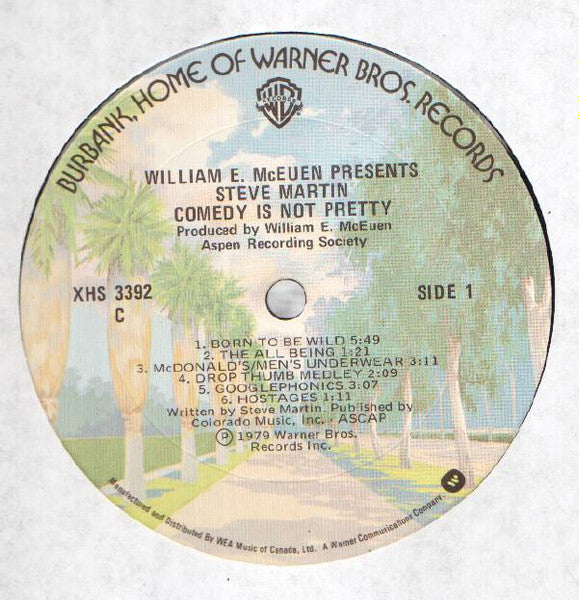 BURBANK, HOME OF WARNER BROS. RECORDS
WB
RECORDS
WILLIAM E. McEUEN PRESENTS
STEVE MARTIN
COMEDY IS NOT PRETTY
Produced by William E. McEuen
Aspen Recording Society
XHS 3392
C
SIDE 1
1. BORN TO BE WILD 5:49
2. THE ALL BEING 1:21
3. McDONALD'S/MEN'S UNDERWEAR 3:11
4. DROP THUMB MEDLEY 2:09
5. GOOGLEPHONICS 3:07
6. HOSTAGES 1:11
Written by Steve Martin. Published by
Colorado Music, Inc. - ASCAP
℗ 1979 Warner Bros.
Records Inc.
Manufactured and Distributed By WEA Music of Canada, Ltd. A Warner Communications Company.